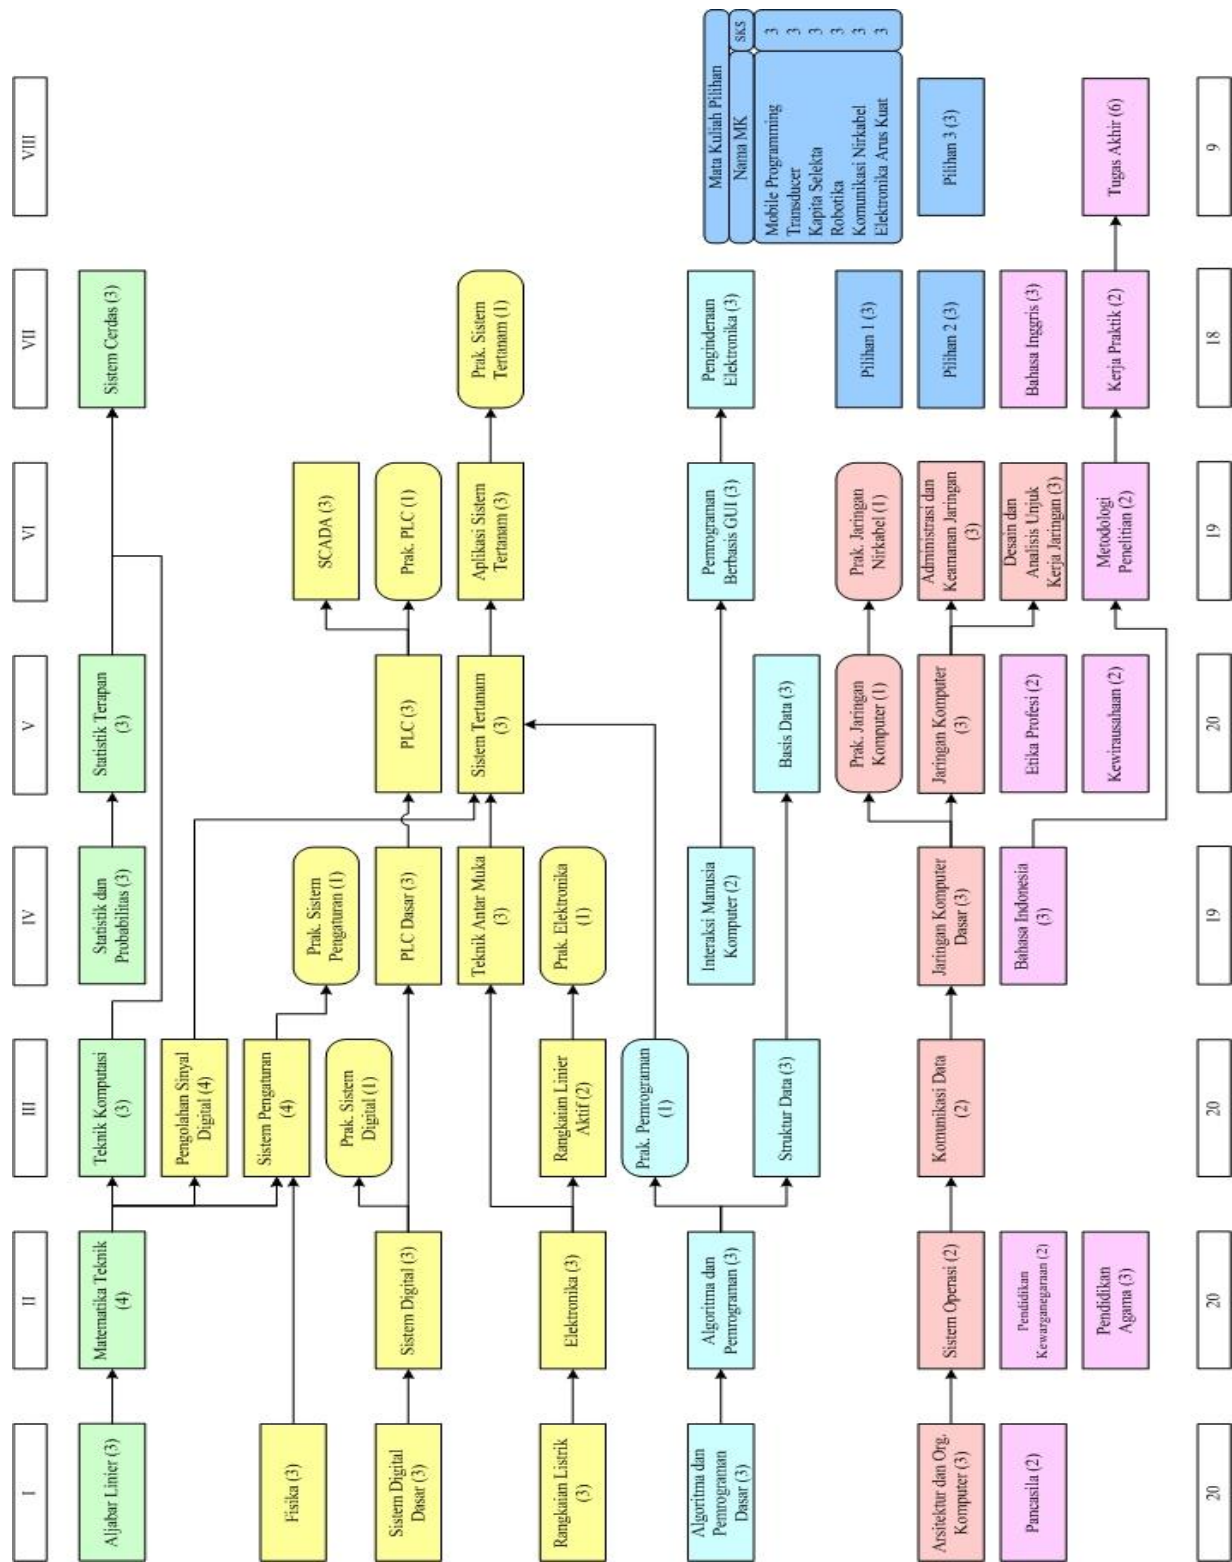 I
II
III
IV
V
VI
VII
VIII
Aljabar Linier (3)
Matematika Teknik
(4)
Teknik Komputasi
(3)
Statistik dan
Probabilitas (3)
Statistik Terapan
(3)
Sistem Cerdas (3)
Pengolahan Sinyal
Digital (4)
Fisika (3)
Sistem Pengaturan
(4)
Prak. Sistem
Pengaturan (1)
SCADA (3)
Prak. Sistem
Digital (1)
Sistem Digital
Dasar (3)
Sistem Digital (3)
PLC Dasar (3)
PLC (3)
Prak. PLC (1)
Teknik Antar Muka
(3)
Sistem Tertanam
(3)
Aplikasi Sistem
Tertanam (3)
Prak. Sistem
Tertanam (1)
Rangkaian Listrik
(3)
Elektronika (3)
Rangkaian Linier
Aktif (2)
Prak. Elektronika
(1)
Prak. Pemrograman
(1)
Algoritma dan
Pemrograman
Dasar (3)
Algoritma dan
Pemrograman (3)
Interaksi Manusia
Komputer (2)
Pemrograman
Berbasis GUI (3)
Penginderaan
Elektronika (3)
Struktur Data (3)
Basis Data (3)
Mata Kuliah Pilihan
Nama MK SKS
Mobile Programming 3
Transducer 3
Kapita Selekta 3
Robotika 3
Komunikasi Nirkabel 3
Elektronika Arus Kuat 3
Prak. Jaringan
Komputer (1)
Prak. Jaringan
Nirkabel (1)
Pilihan 1 (3)
Arsitektur dan Org.
Komputer (3)
Sistem Operasi (2)
Komunikasi Data
(2)
Jaringan Komputer
Dasar (3)
Jaringan Komputer
(3)
Administrasi dan
Keamanan Jaringan
(3)
Pilihan 2 (3)
Pilihan 3 (3)
Pancasila (2)
Pendidikan
Kewarganegaraan (2)
Bahasa Indonesia
(3)
Etika Profesi (2)
Desain dan
Analisis Unjuk
Kerja Jaringan (3)
Bahasa Inggris (3)
Pendidikan
Agama (3)
Kewirausahaan (2)
Metodologi
Penelitian (2)
Kerja Praktik (2)
Tugas Akhir (6)
20
20
20
19
20
19
18
9